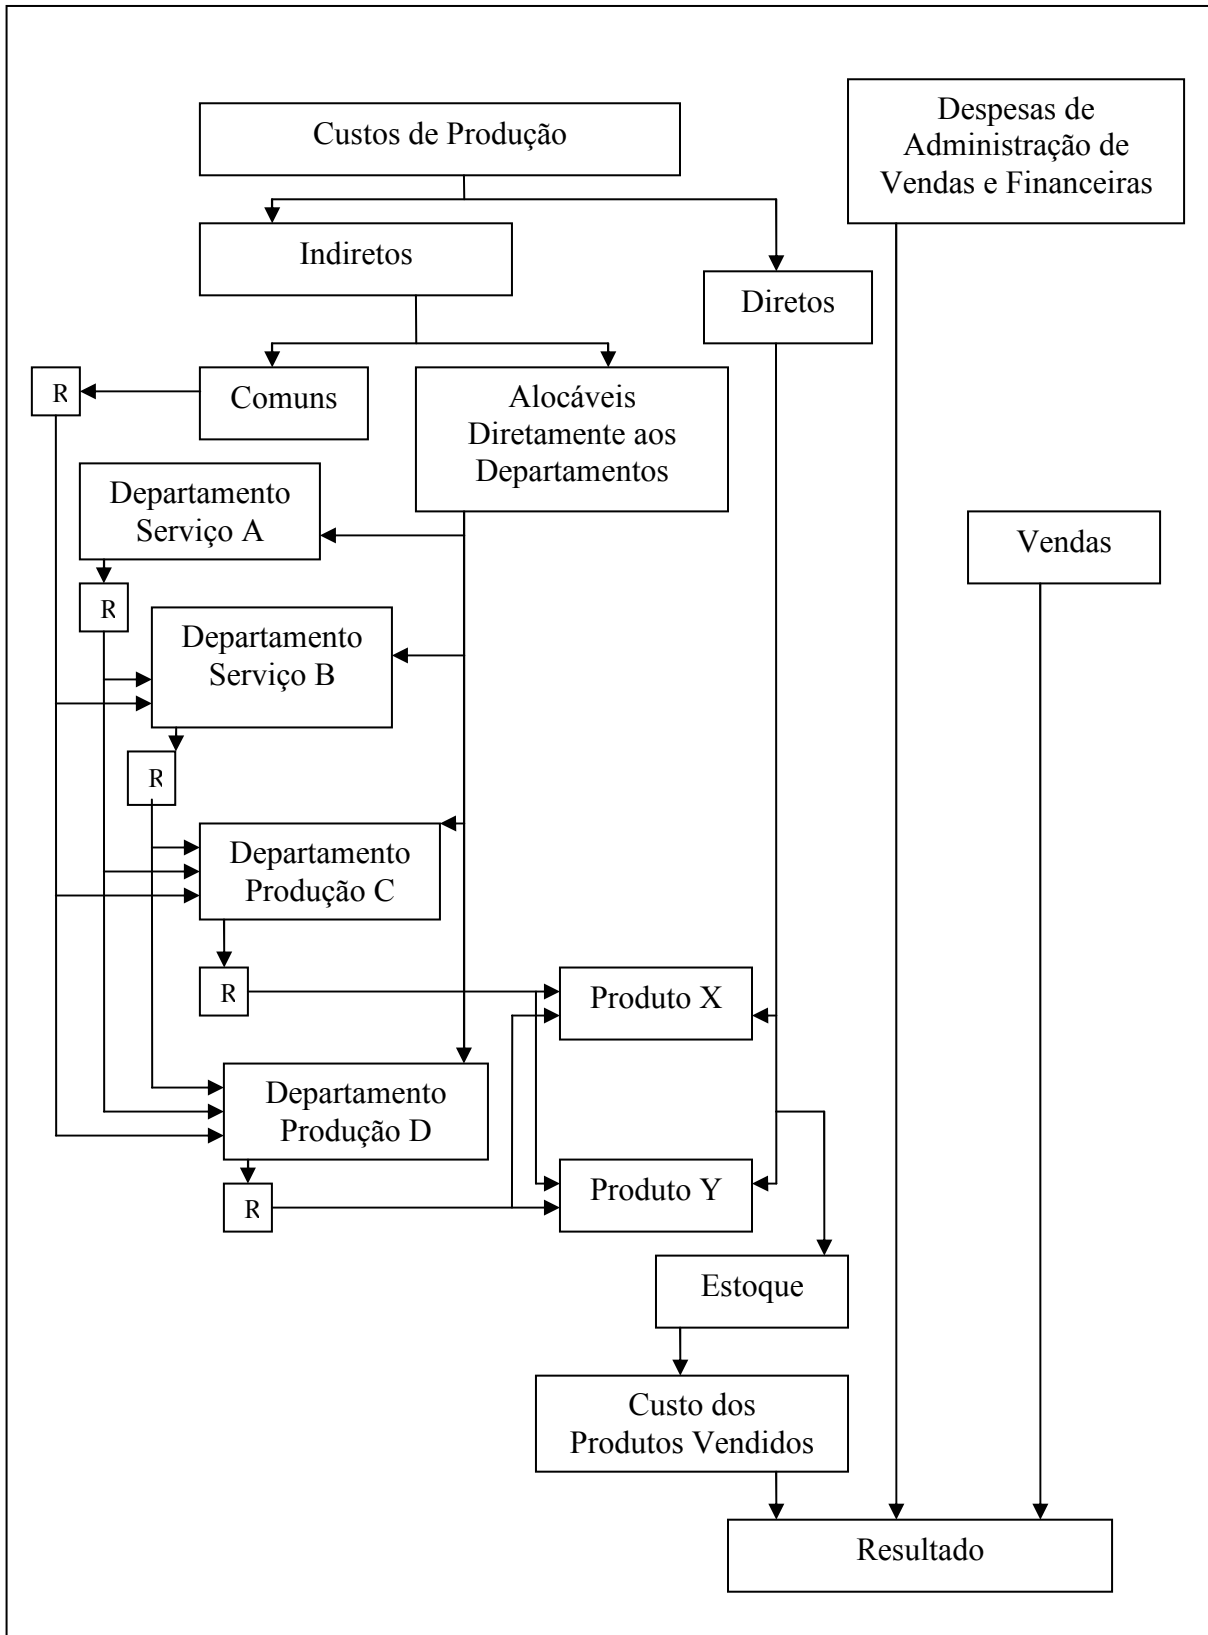 Custos de Produção
Despesas de
Administração de
Vendas e Financeiras
Indiretos
Diretos
R
Comuns
Alocáveis
Diretamente aos
Departamentos
Departamento
Serviço A
Vendas
R
Departamento
Serviço B
R
Departamento
Produção C
R
Produto X
Departamento
Produção D
R
Produto Y
Estoque
Custo dos
Produtos Vendidos
Resultado